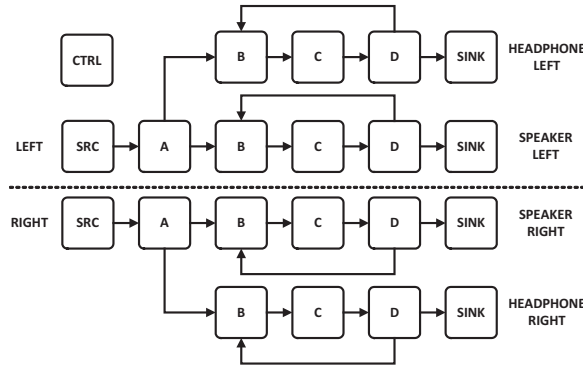 CTRL
B C D SINK HEADPHONE LEFT
LEFT SRC A B C D SINK SPEAKER LEFT
RIGHT SRC A B C D SINK SPEAKER RIGHT
B C D SINK HEADPHONE RIGHT